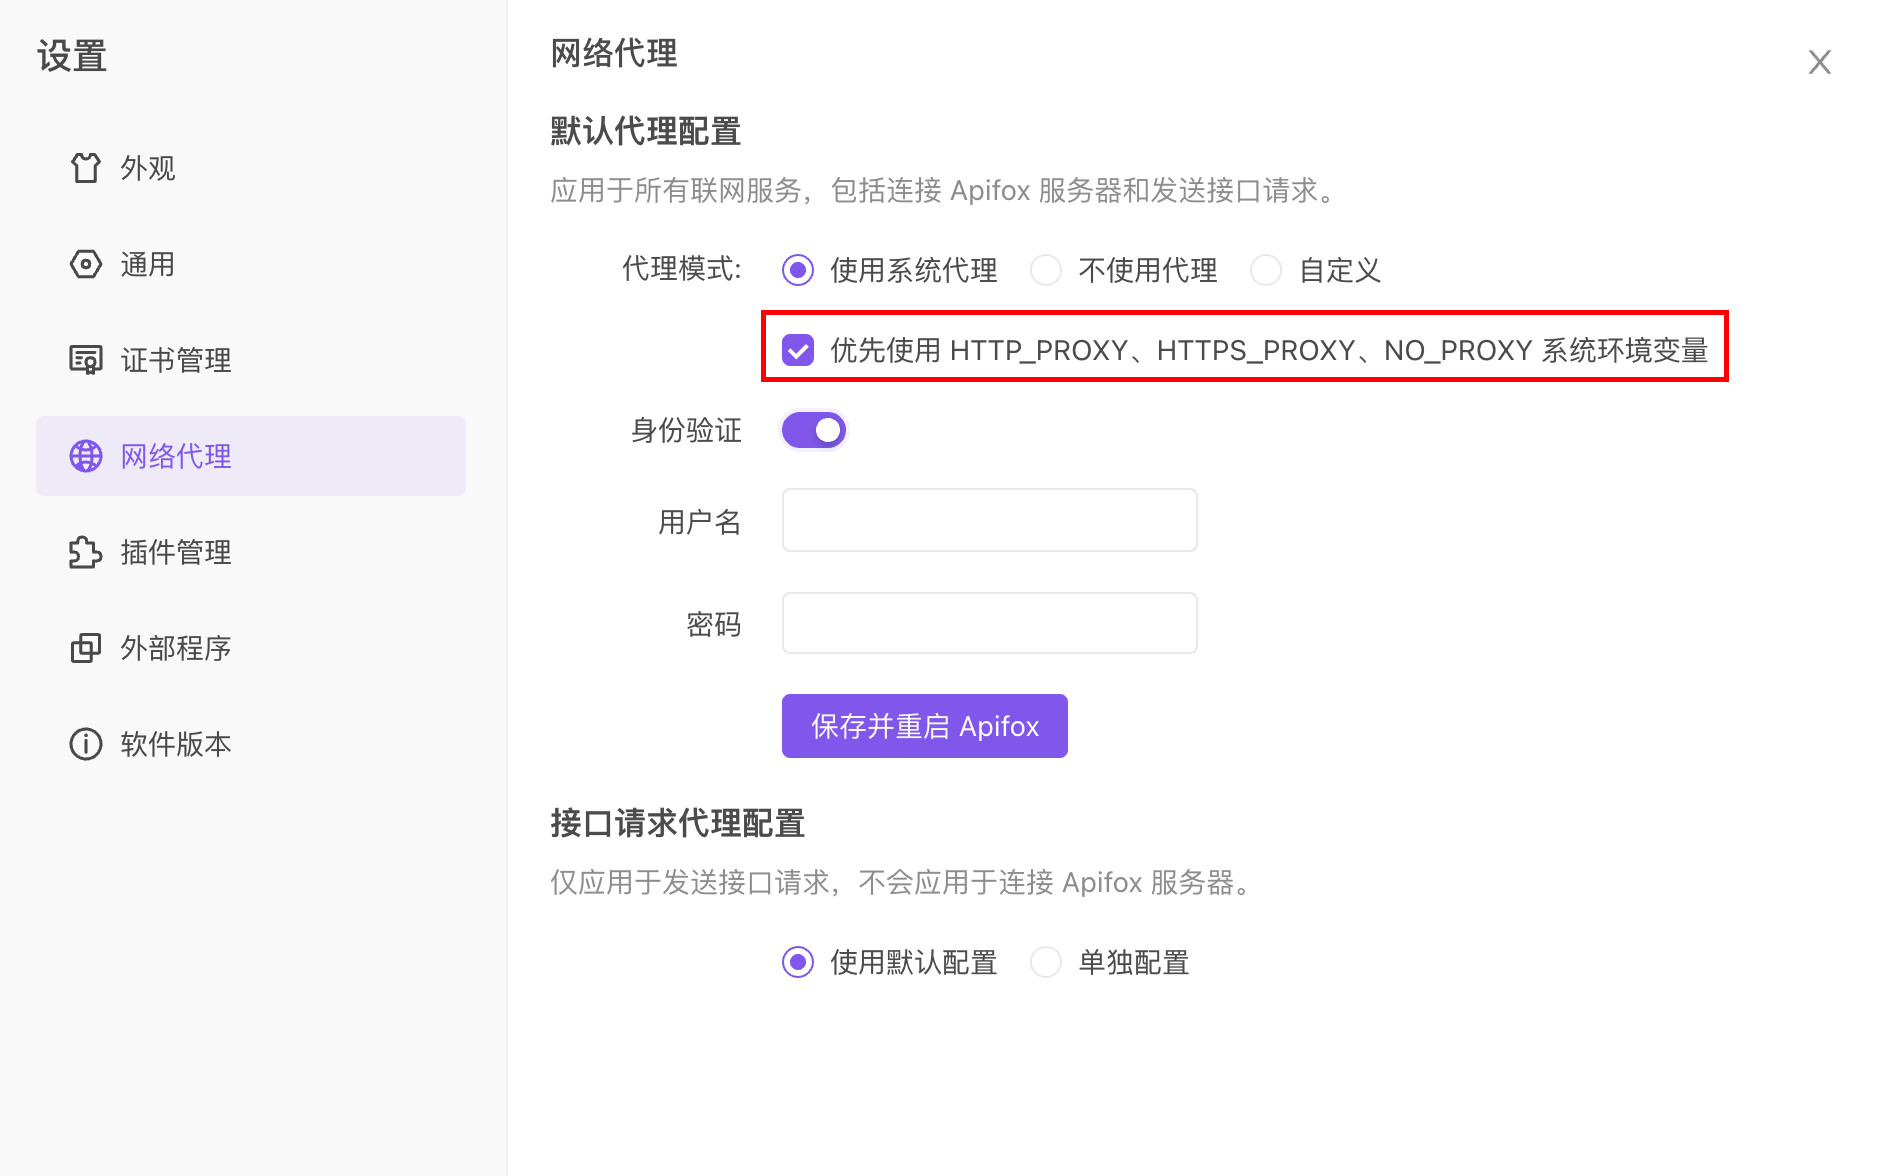 设置
外观
通用
证书管理
网络代理
插件管理
外部程序
软件版本
网络代理
默认代理配置
应用于所有联网服务，包括连接 Apifox 服务器和发送接口请求。
代理模式: 使用系统代理 不使用代理 自定义
优先使用 HTTP_PROXY、HTTPS_PROXY、NO_PROXY 系统环境变量
身份验证
用户名
密码
保存并重启 Apifox
接口请求代理配置
仅应用于发送接口请求，不会应用于连接 Apifox 服务器。
使用默认配置 单独配置